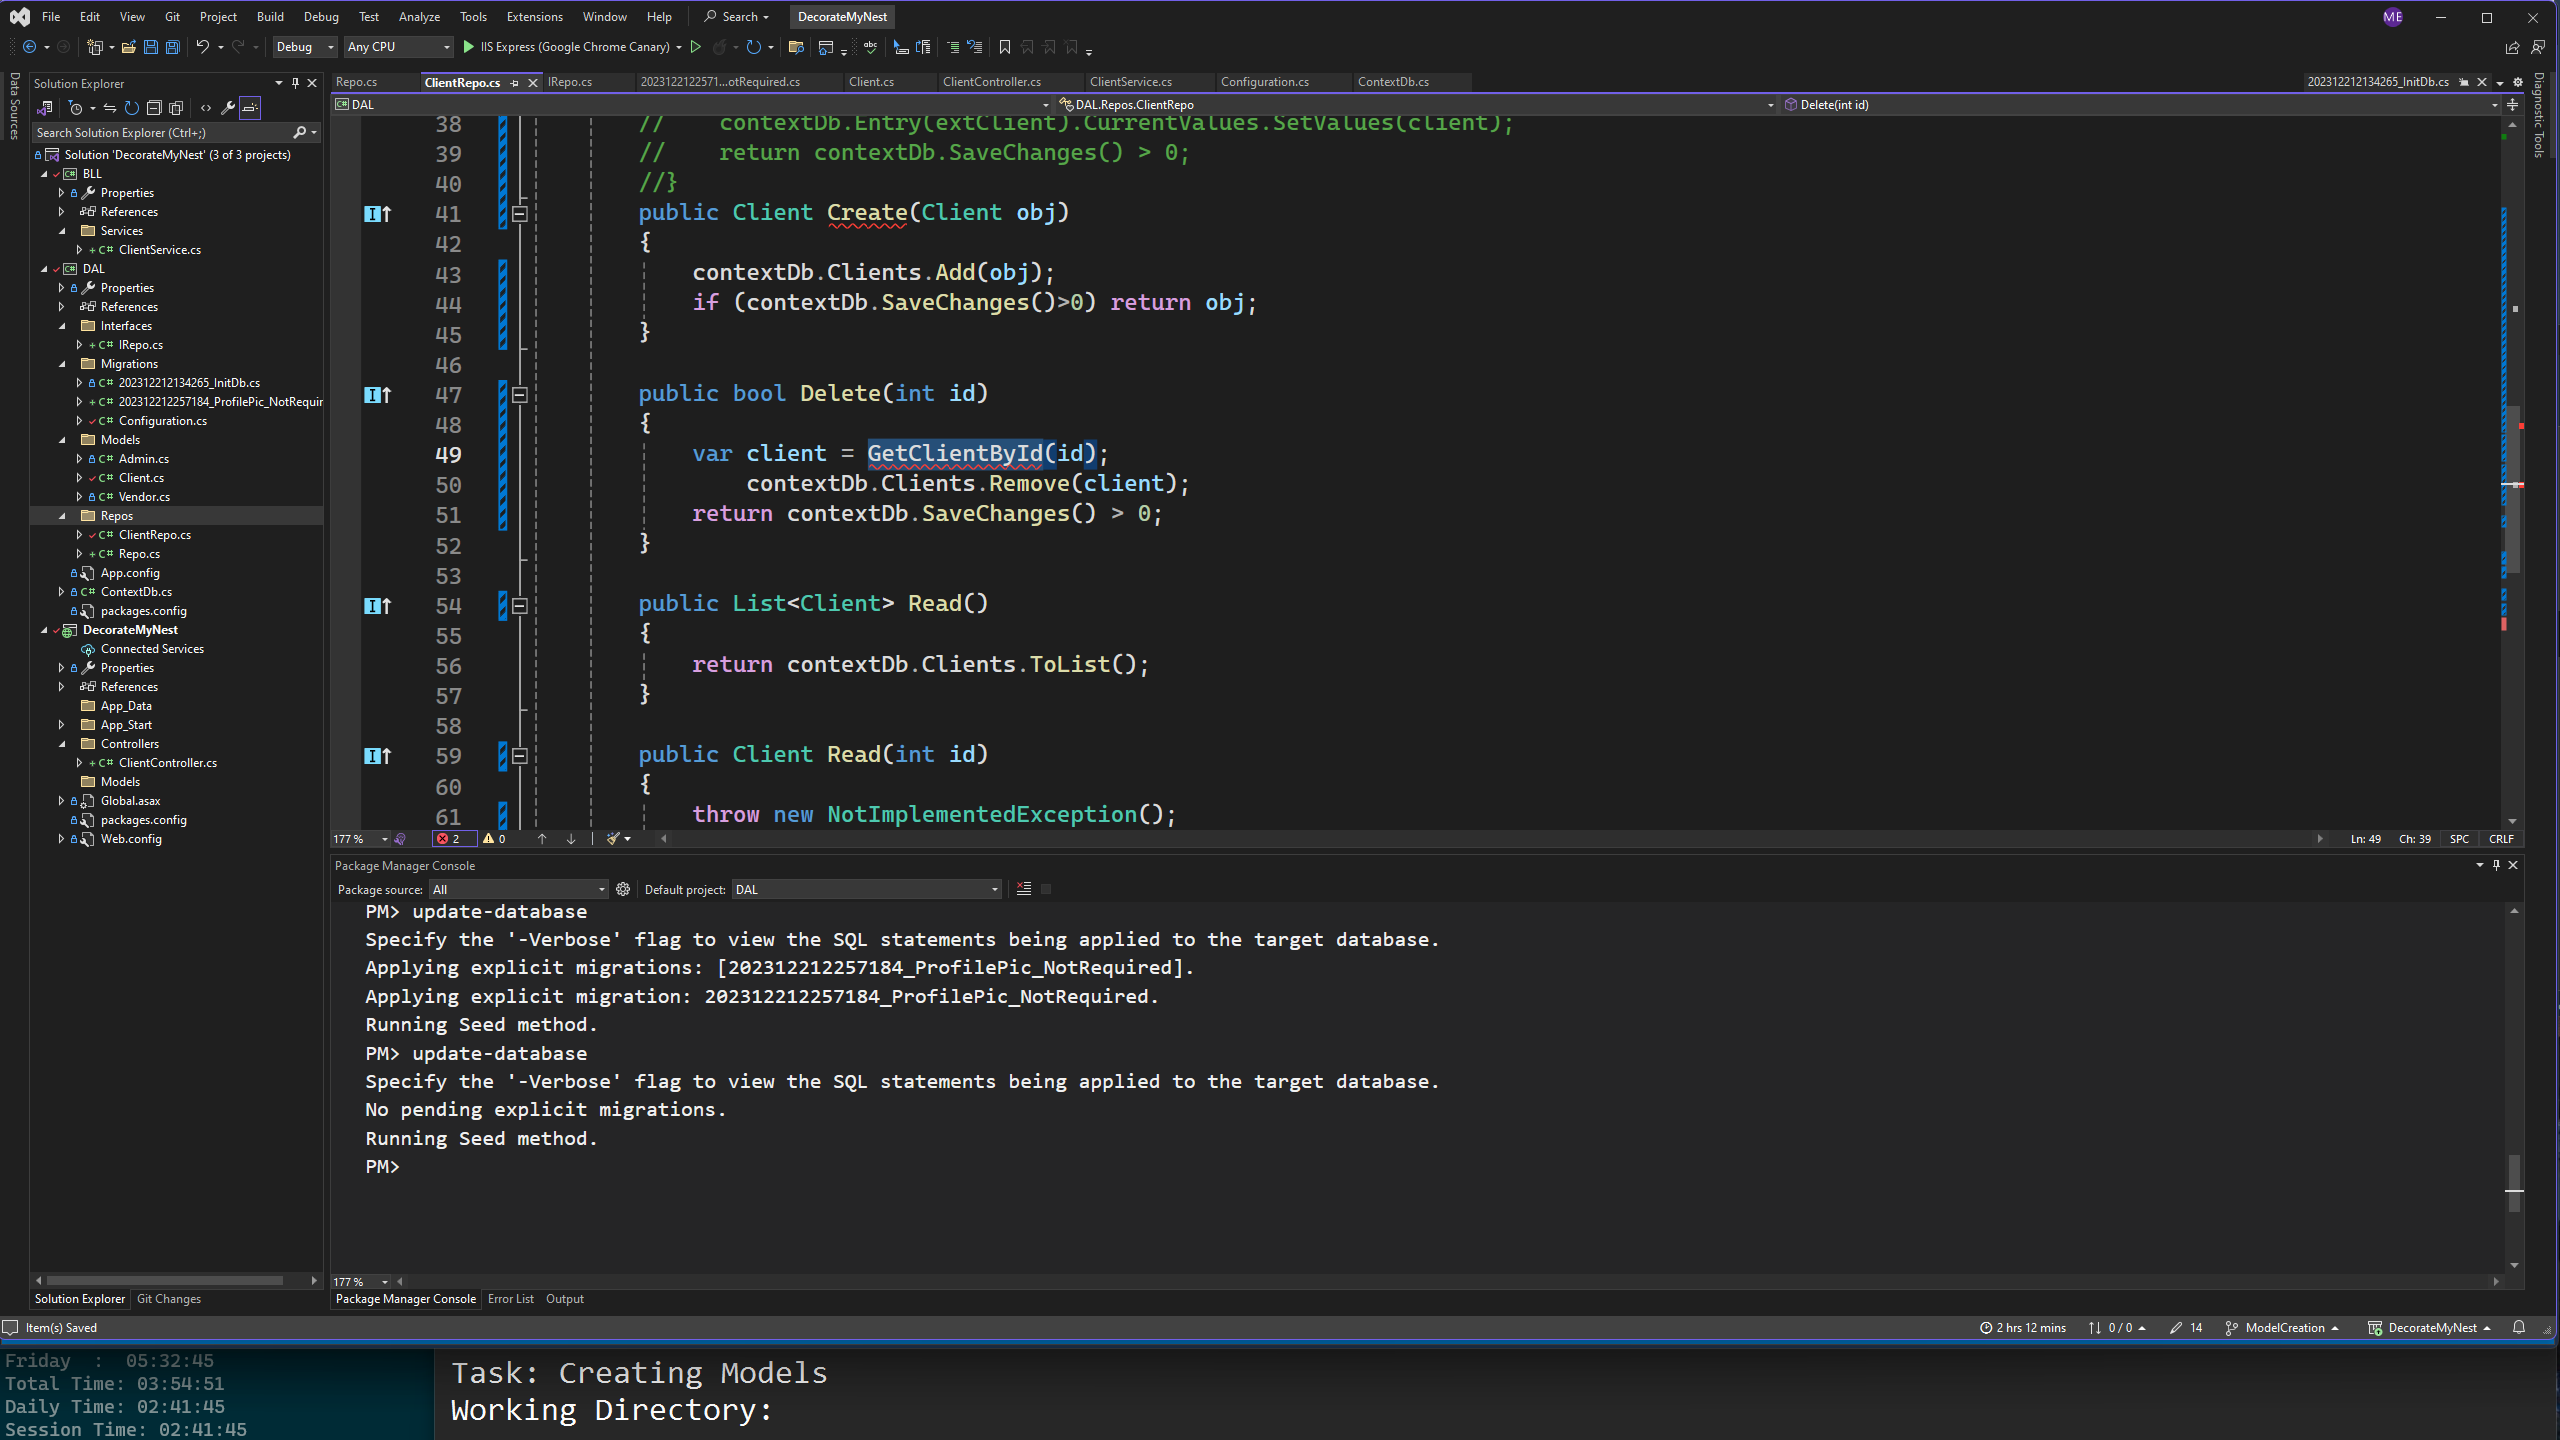 File Edit View Git Project Build Debug Test Analyze Tools Extensions Window Help Search DecorateMyNest ME
Debug Any CPU IIS Express (Google Chrome Canary)
Data Sources
Solution Explorer
Search Solution Explorer (Ctrl+;)
Solution 'DecorateMyNest' (3 of 3 projects)
BLL
Properties
References
Services
C# ClientService.cs
DAL
Properties
References
Interfaces
C# IRepo.cs
Migrations
C# 202312212134265_InitDb.cs
C# 202312212257184_ProfilePic_NotRequir
C# Configuration.cs
Models
C# Admin.cs
C# Client.cs
C# Vendor.cs
Repos
C# ClientRepo.cs
C# Repo.cs
App.config
C# ContextDb.cs
packages.config
DecorateMyNest
Connected Services
Properties
References
App_Data
App_Start
Controllers
C# ClientController.cs
Models
Global.asax
packages.config
Web.config
Solution Explorer Git Changes
Repo.cs ClientRepo.cs IRepo.cs 2023122122571...otRequired.cs Client.cs ClientController.cs ClientService.cs Configuration.cs ContextDb.cs 202312212134265_InitDb.cs
DAL DAL.Repos.ClientRepo Delete(int id)
Diagnostic Tools
38 // contextDb.Entry(extClient).CurrentValues.SetValues(client);
39 // return contextDb.SaveChanges() > 0;
40 //}
41 public Client Create(Client obj)
42 {
43 contextDb.Clients.Add(obj);
44 if (contextDb.SaveChanges()>0) return obj;
45 }
46
47 public bool Delete(int id)
48 {
49 var client = GetClientById(id);
50 contextDb.Clients.Remove(client);
51 return contextDb.SaveChanges() > 0;
52 }
53
54 public List<Client> Read()
55 {
56 return contextDb.Clients.ToList();
57 }
58
59 public Client Read(int id)
60 {
61 throw new NotImplementedException();
177 % 2 0 Ln: 49 Ch: 39 SPC CRLF
Package Manager Console
Package source: All Default project: DAL
PM> update-database
Specify the '-Verbose' flag to view the SQL statements being applied to the target database.
Applying explicit migrations: [202312212257184_ProfilePic_NotRequired].
Applying explicit migration: 202312212257184_ProfilePic_NotRequired.
Running Seed method.
PM> update-database
Specify the '-Verbose' flag to view the SQL statements being applied to the target database.
No pending explicit migrations.
Running Seed method.
PM>
177 %
Package Manager Console Error List Output
Item(s) Saved 2 hrs 12 mins 0 / 0 14 ModelCreation DecorateMyNest
Friday : 05:32:45
Total Time: 03:54:51
Daily Time: 02:41:45
Session Time: 02:41:45
Task: Creating Models
Working Directory: